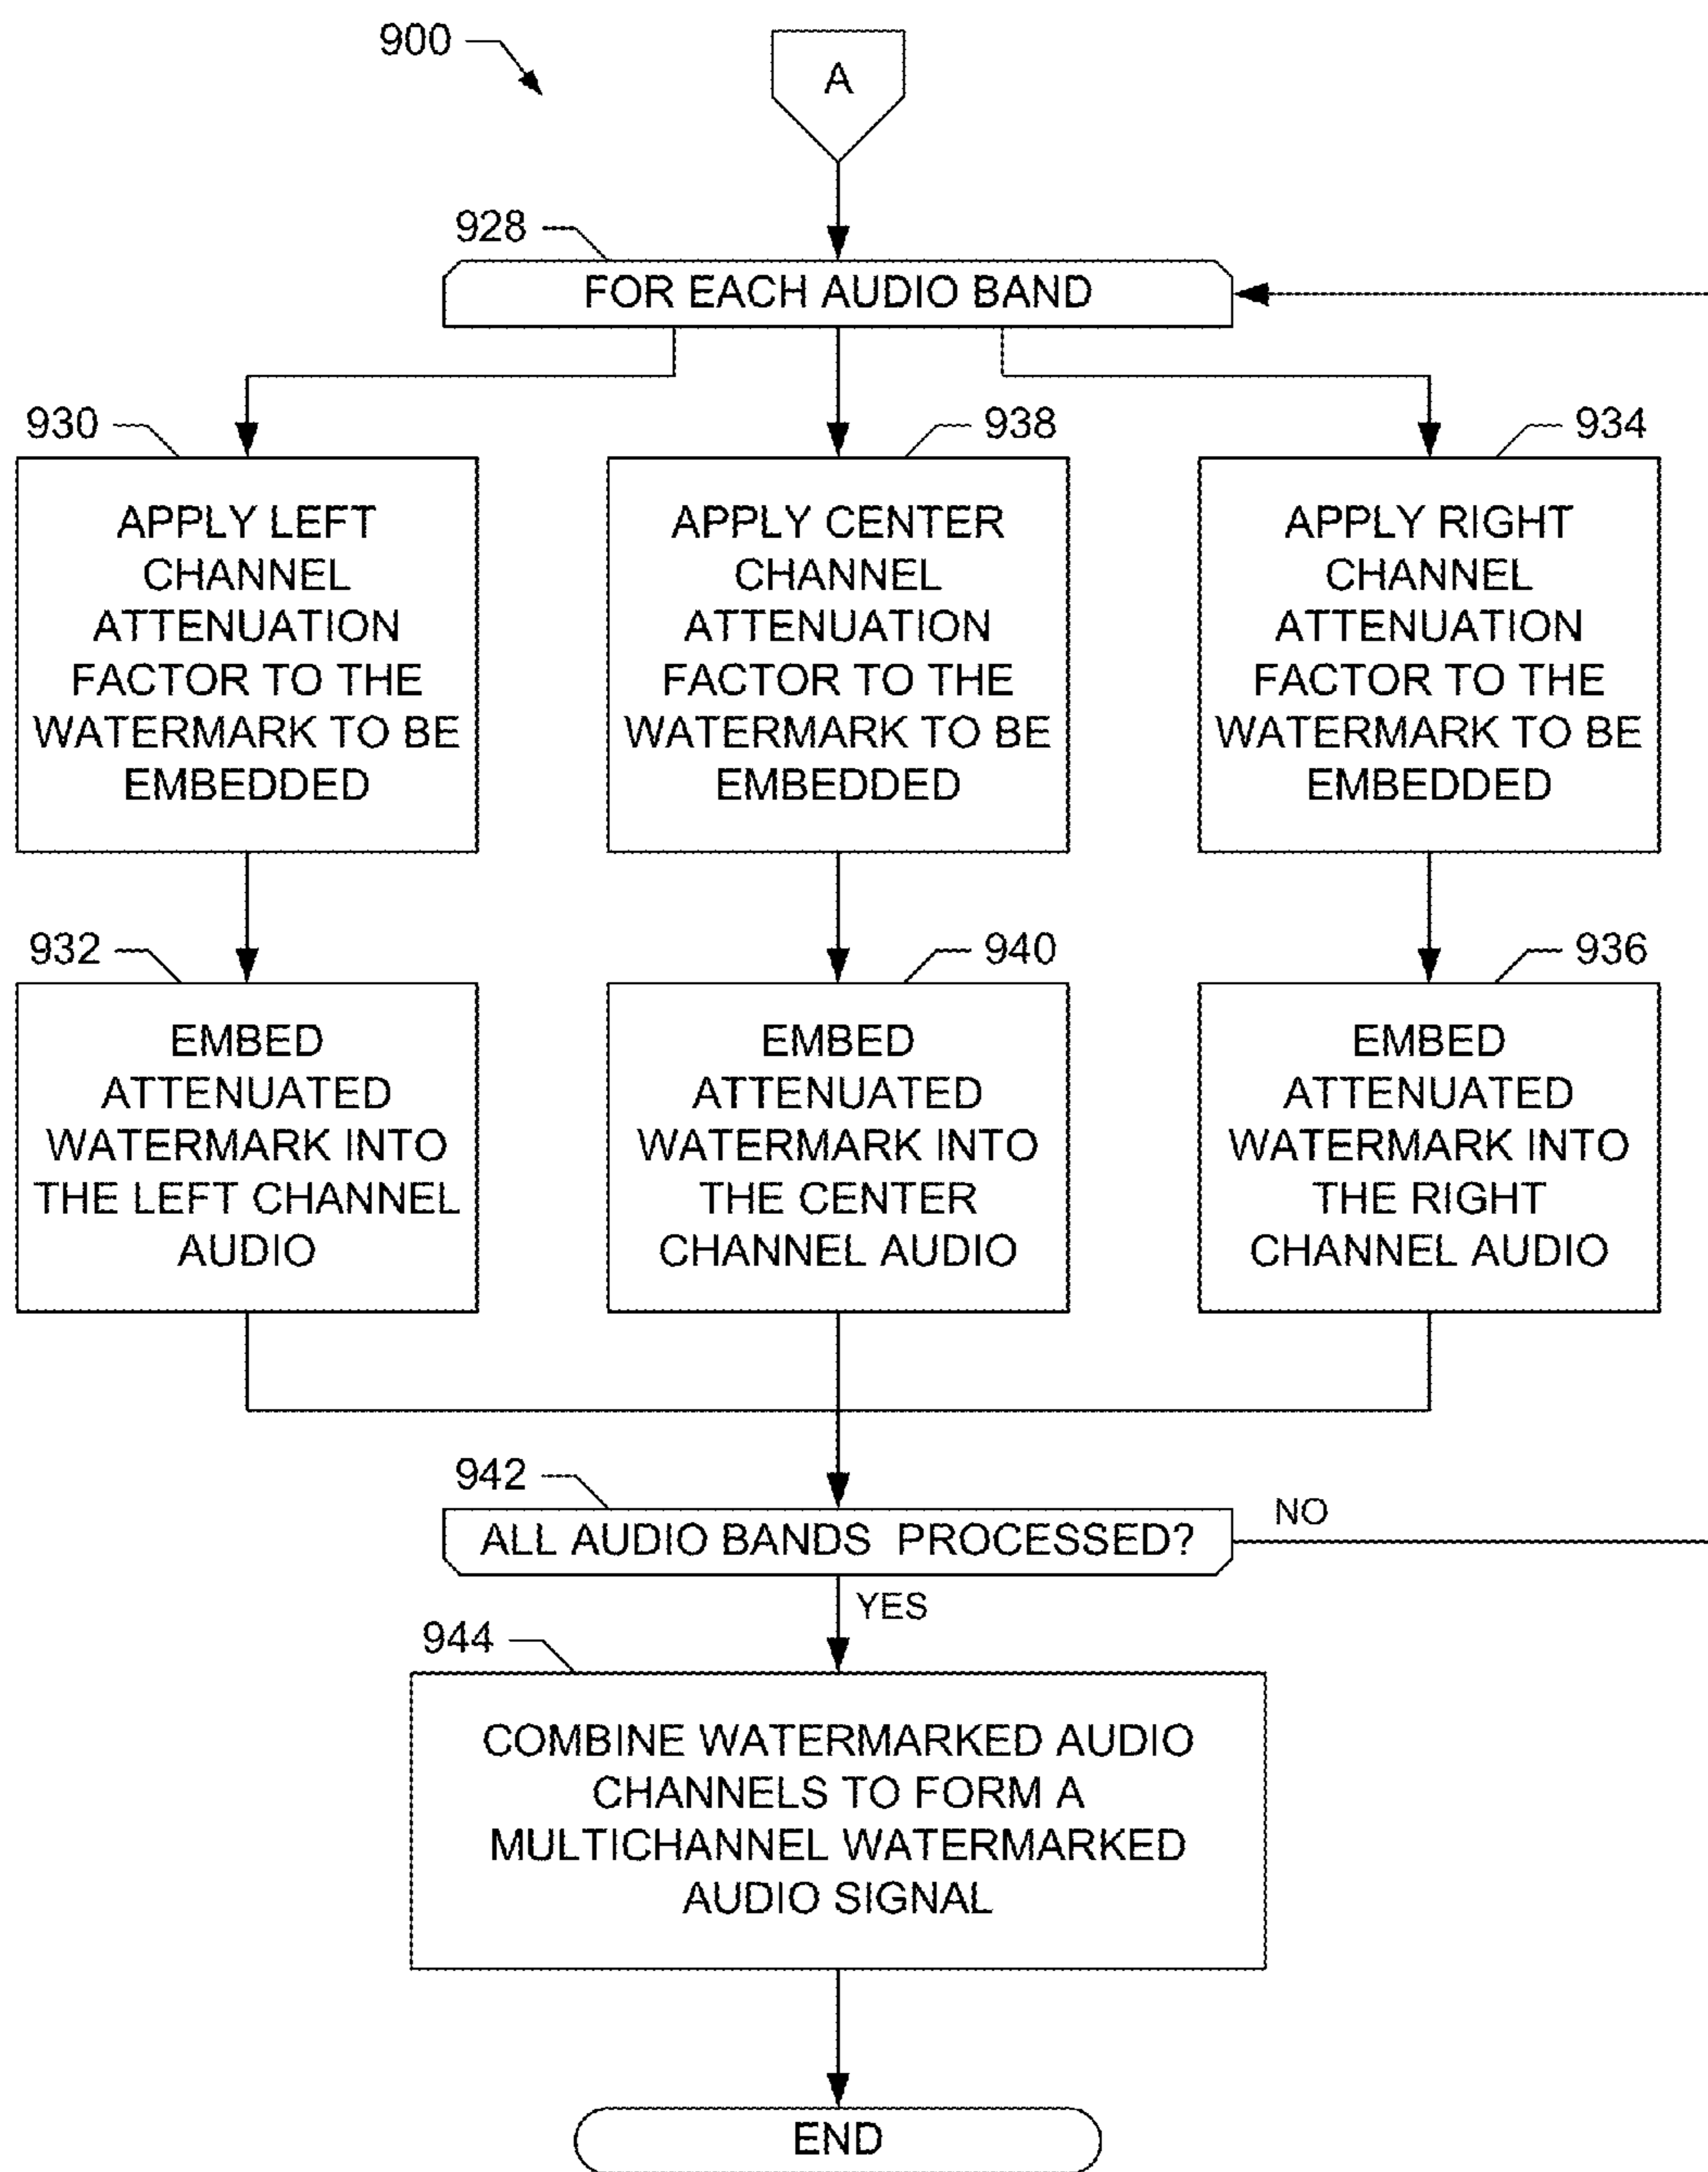 900
A
928
FOR EACH AUDIO BAND
930
APPLY LEFT
CHANNEL
ATTENUATION
FACTOR TO THE
WATERMARK TO BE
EMBEDDED
938
APPLY CENTER
CHANNEL
ATTENUATION
FACTOR TO THE
WATERMARK TO BE
EMBEDDED
934
APPLY RIGHT
CHANNEL
ATTENUATION
FACTOR TO THE
WATERMARK TO BE
EMBEDDED
932
EMBED
ATTENUATED
WATERMARK INTO
THE LEFT CHANNEL
AUDIO
940
EMBED
ATTENUATED
WATERMARK INTO
THE CENTER
CHANNEL AUDIO
936
EMBED
ATTENUATED
WATERMARK INTO
THE RIGHT
CHANNEL AUDIO
942
ALL AUDIO BANDS PROCESSED?
NO
YES
944
COMBINE WATERMARKED AUDIO
CHANNELS TO FORM A
MULTICHANNEL WATERMARKED
AUDIO SIGNAL
END